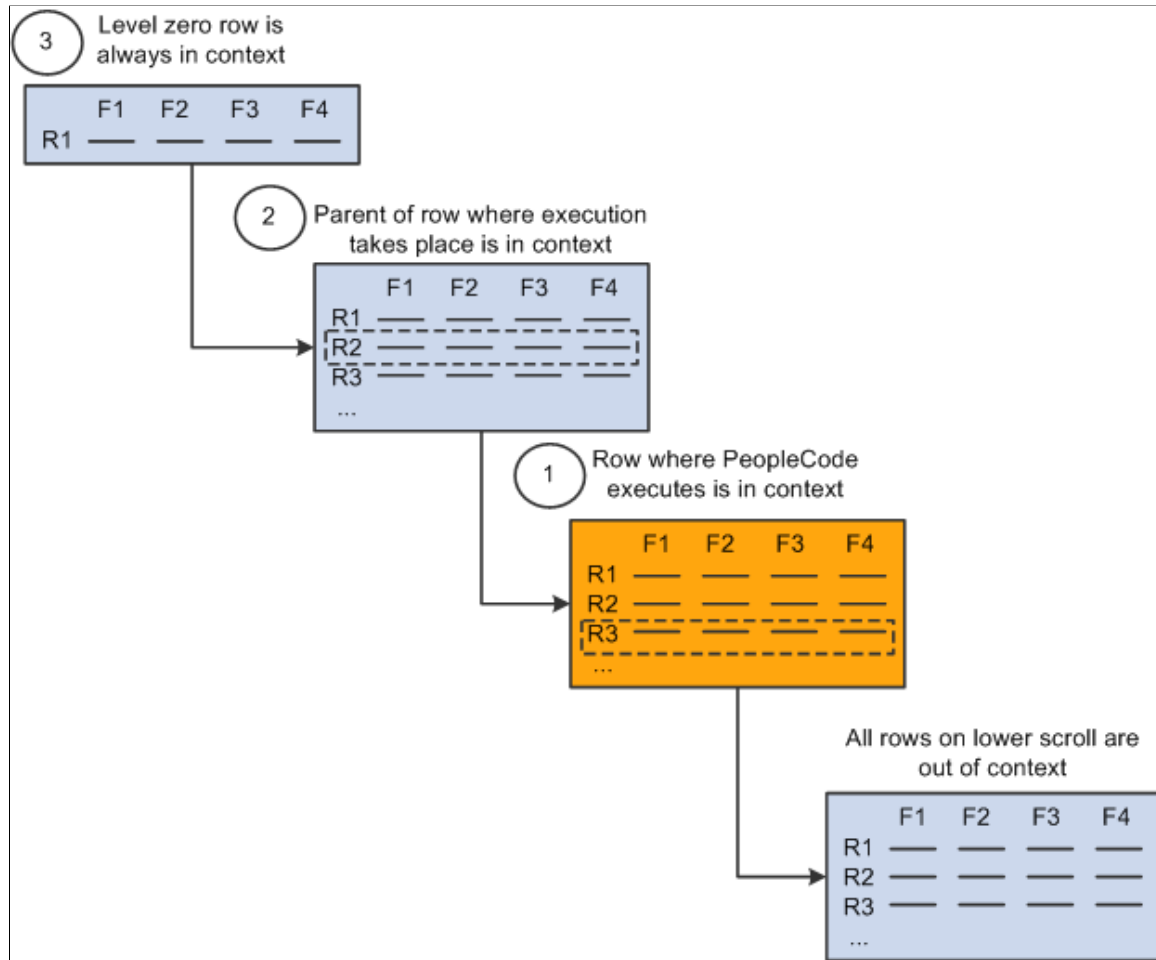 3
Level zero row is
always in context
F1 F2 F3 F4
R1
2
Parent of row where execution
takes place is in context
F1 F2 F3 F4
R1
R2
R3
...
1
Row where PeopleCode
executes is in context
F1 F2 F3 F4
R1
R2
R3
...
All rows on lower scroll are
out of context
F1 F2 F3 F4
R1
R2
R3
...